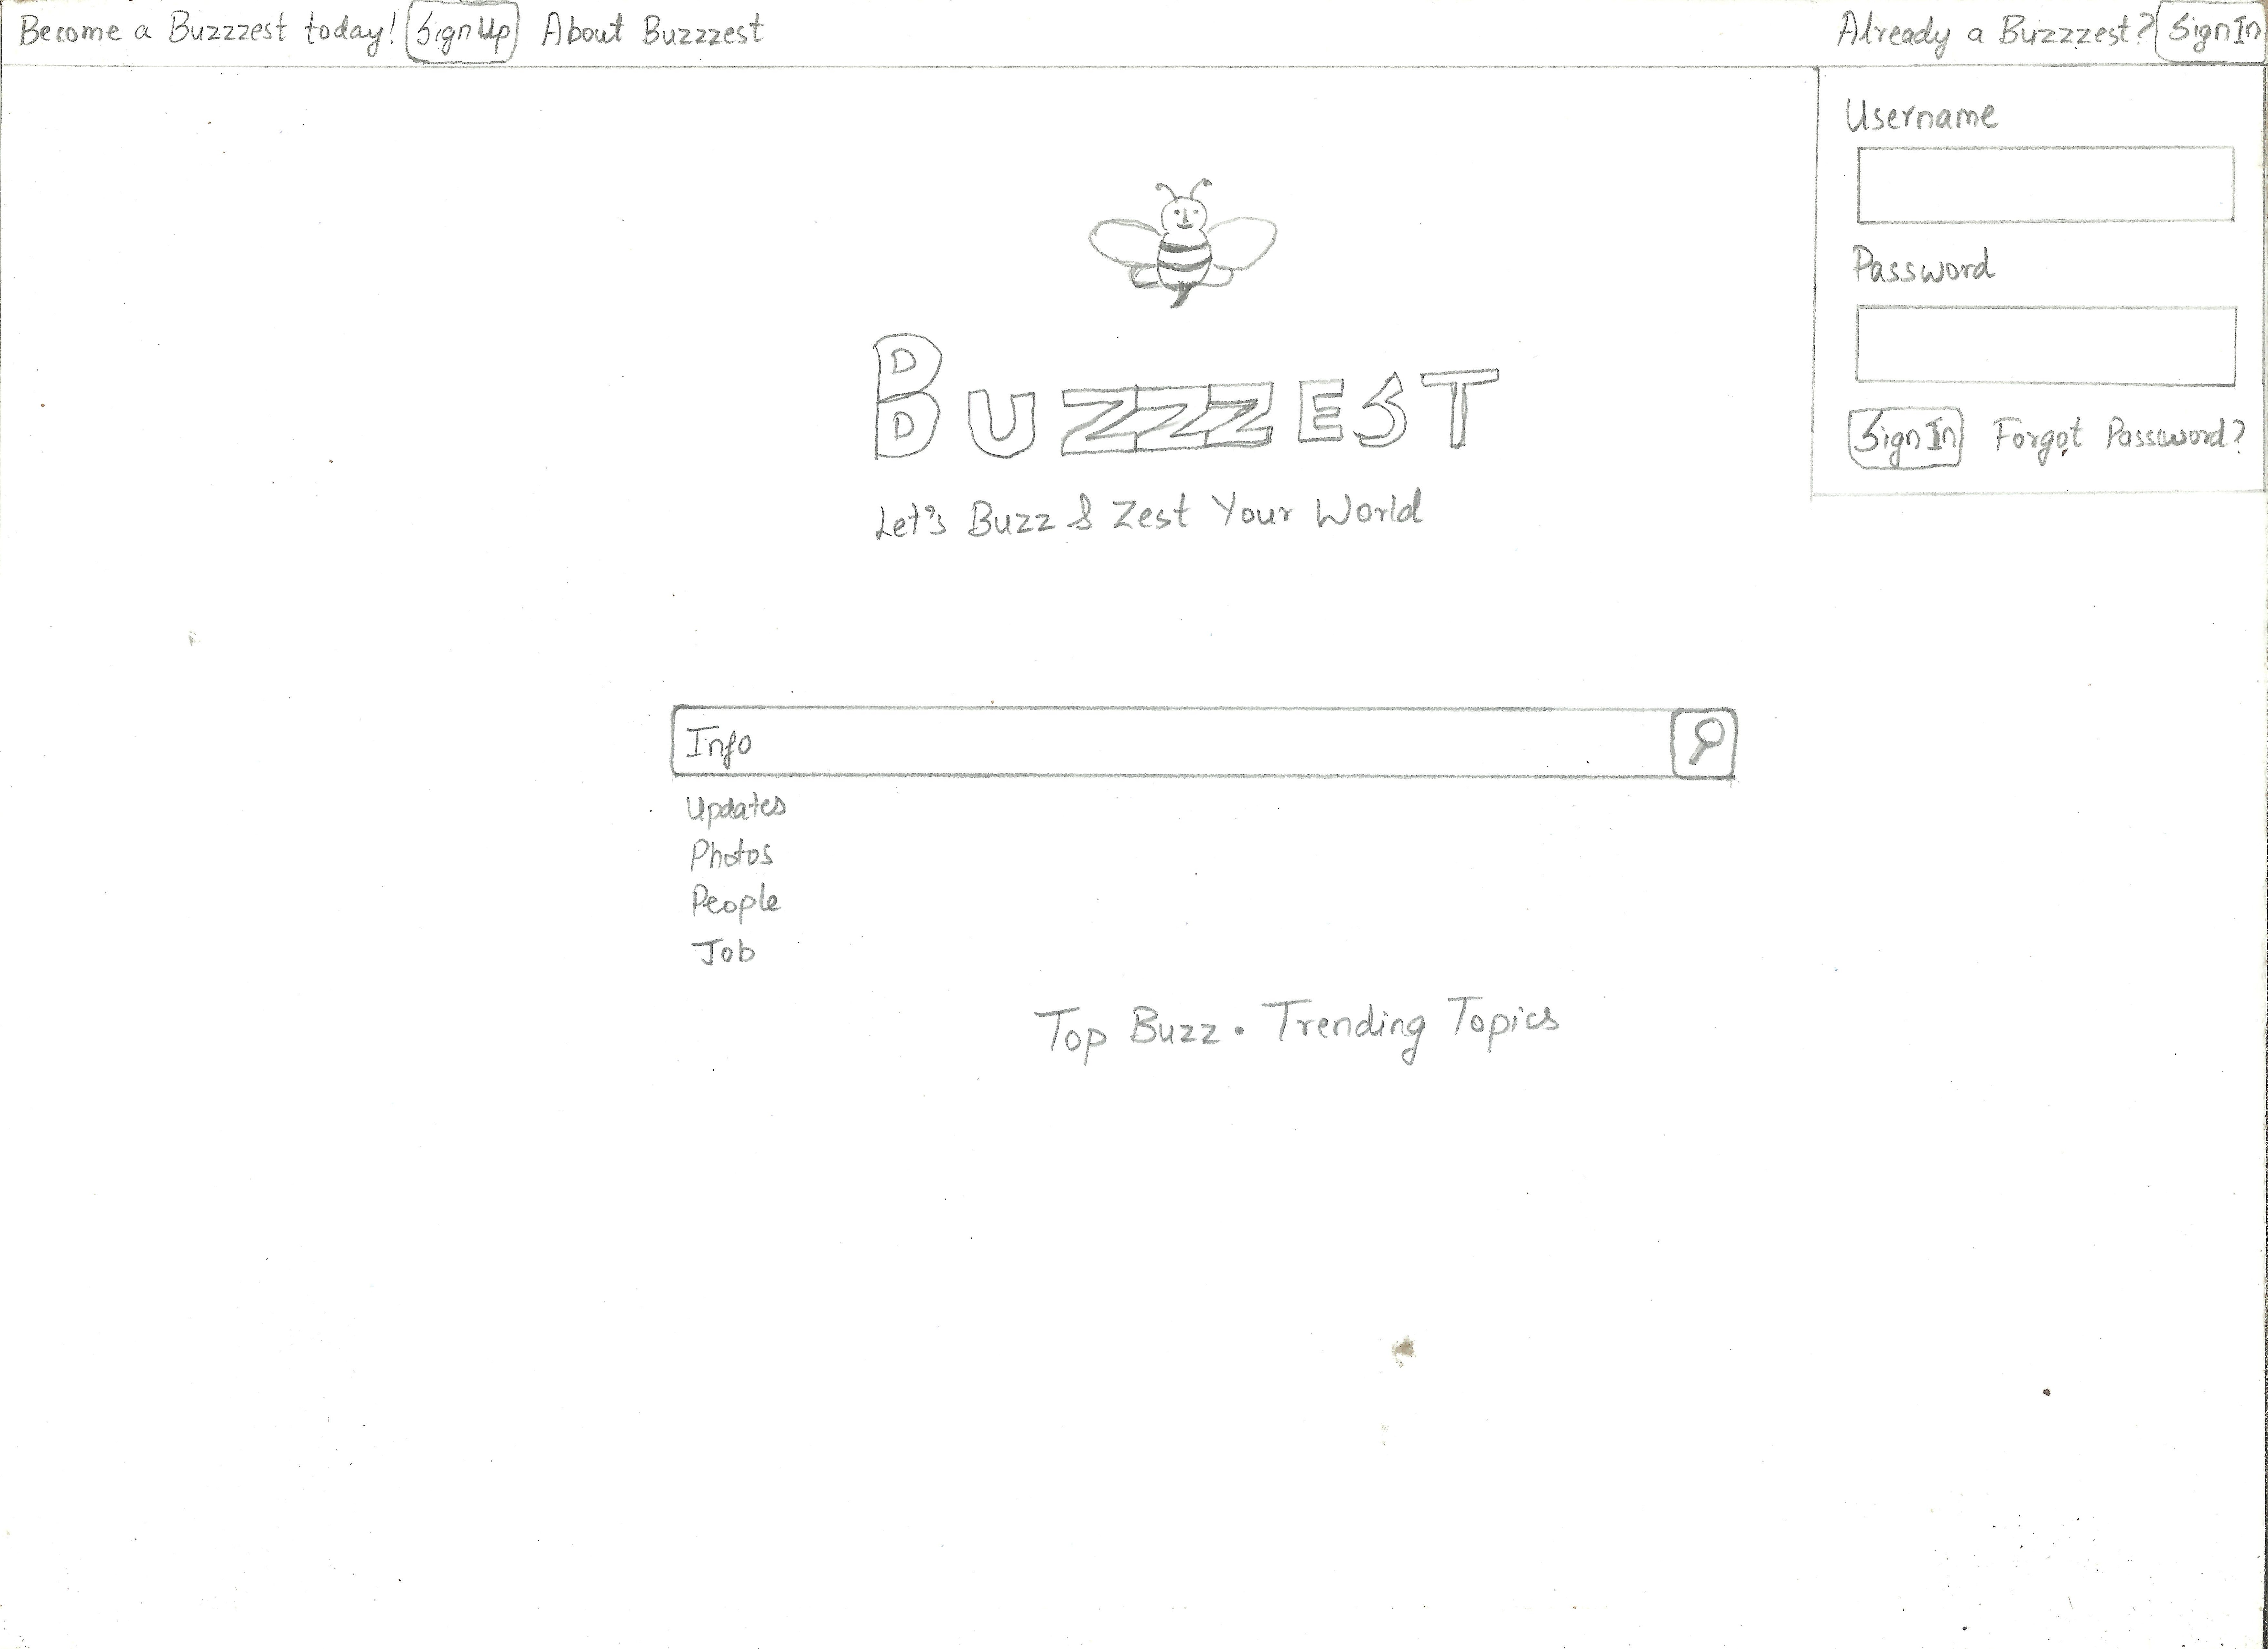 Become a Buzzzest today! Sign Up About Buzzzest Already a Buzzzest? Sign In
Username
Password
Sign In Forgot Password?
BUZZZEST
Let's Buzz & Zest Your World
Info
Updates
Photos
People
Job
Top Buzz · Trending Topics